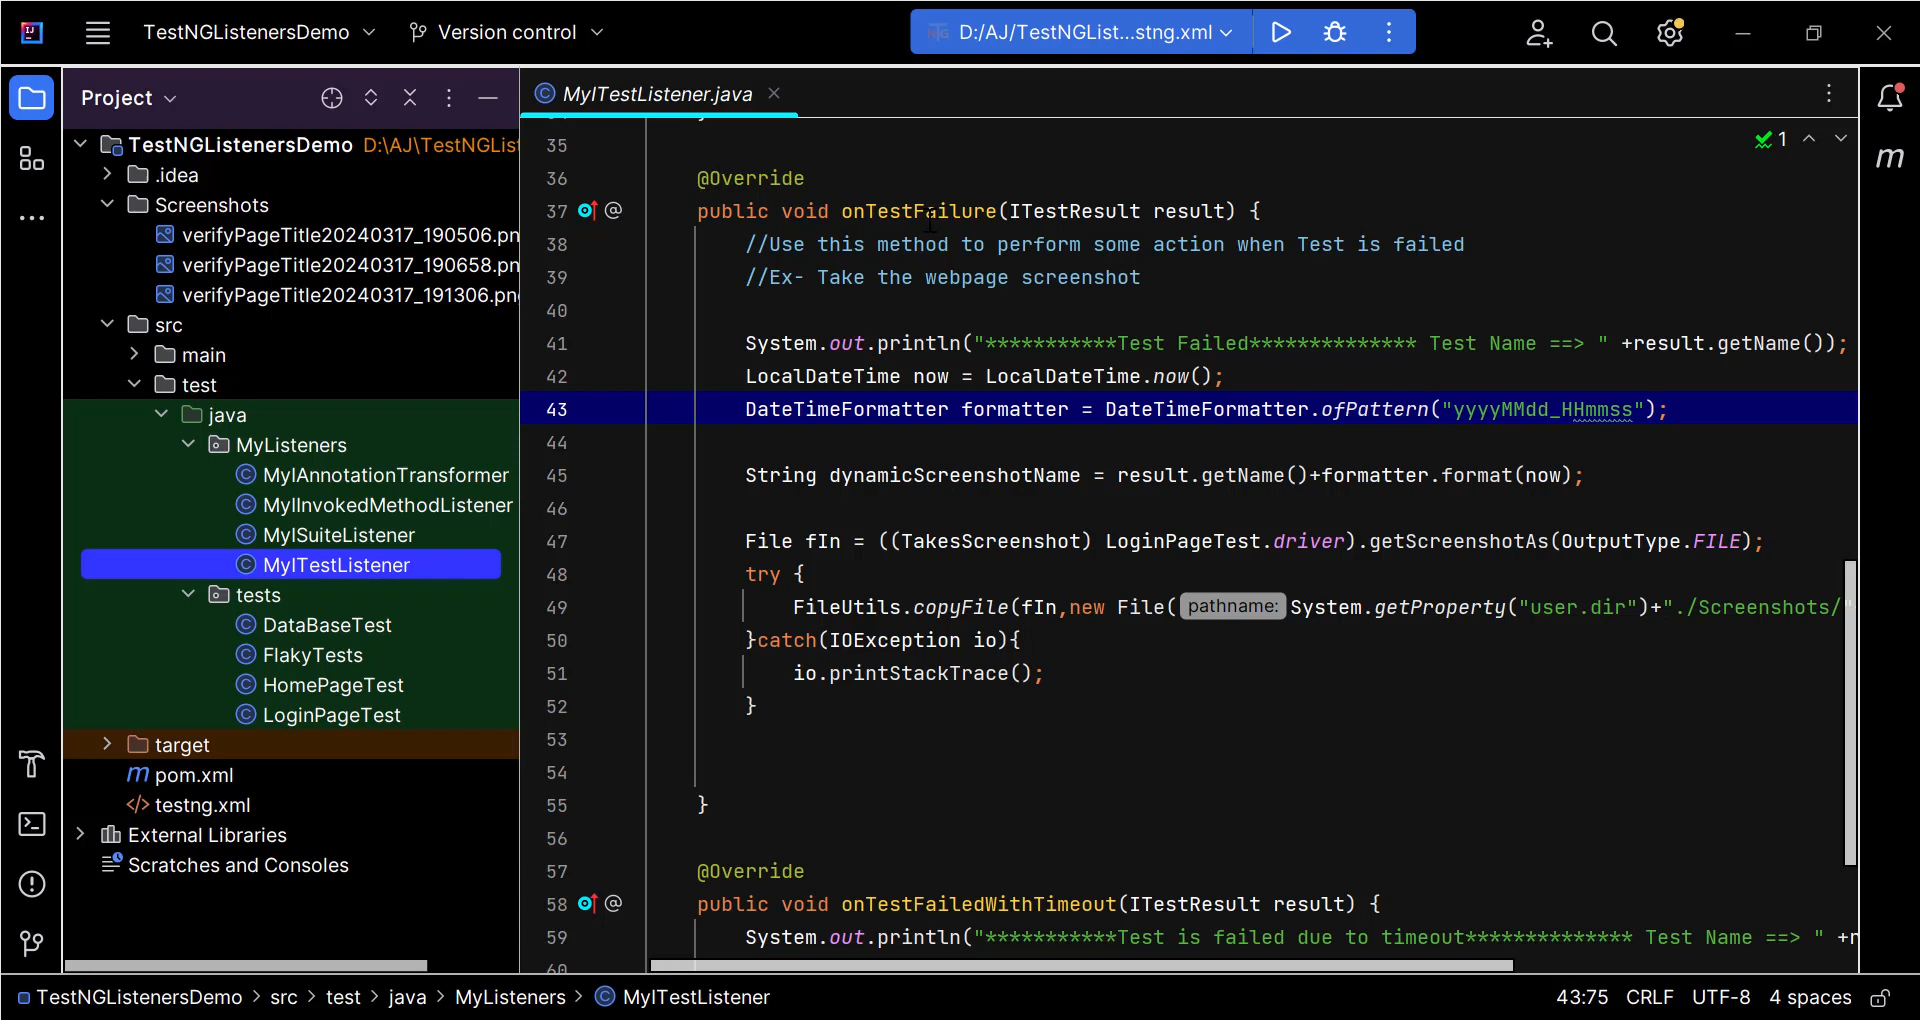 TestNGListenersDemo Version control D:/AJ/TestNGList...stng.xml
Project
TestNGListenersDemo D:\AJ\TestNGList
.idea
Screenshots
verifyPageTitle20240317_190506.pn
verifyPageTitle20240317_190658.pn
verifyPageTitle20240317_191306.pn
src
main
test
java
MyListeners
MyIAnnotationTransformer
MyIInvokedMethodListener
MyISuiteListener
MyITestListener
tests
DataBaseTest
FlakyTests
HomePageTest
LoginPageTest
target
pom.xml
testng.xml
External Libraries
Scratches and Consoles
MyITestListener.java
1
35
36 @Override
37 public void onTestFailure(ITestResult result) {
38 //Use this method to perform some action when Test is failed
39 //Ex- Take the webpage screenshot
40
41 System.out.println("***********Test Failed************** Test Name ==> " +result.getName());
42 LocalDateTime now = LocalDateTime.now();
43 DateTimeFormatter formatter = DateTimeFormatter.ofPattern("yyyyMMdd_HHmmss");
44
45 String dynamicScreenshotName = result.getName()+formatter.format(now);
46
47 File fIn = ((TakesScreenshot) LoginPageTest.driver).getScreenshotAs(OutputType.FILE);
48 try {
49 FileUtils.copyFile(fIn,new File( pathname: System.getProperty("user.dir")+"./Screenshots/"
50 }catch(IOException io){
51 io.printStackTrace();
52 }
53
54
55 }
56
57 @Override
58 public void onTestFailedWithTimeout(ITestResult result) {
59 System.out.println("***********Test is failed due to timeout************** Test Name ==> " +r
60
TestNGListenersDemo > src > test > java > MyListeners > MyITestListener
43:75 CRLF UTF-8 4 spaces